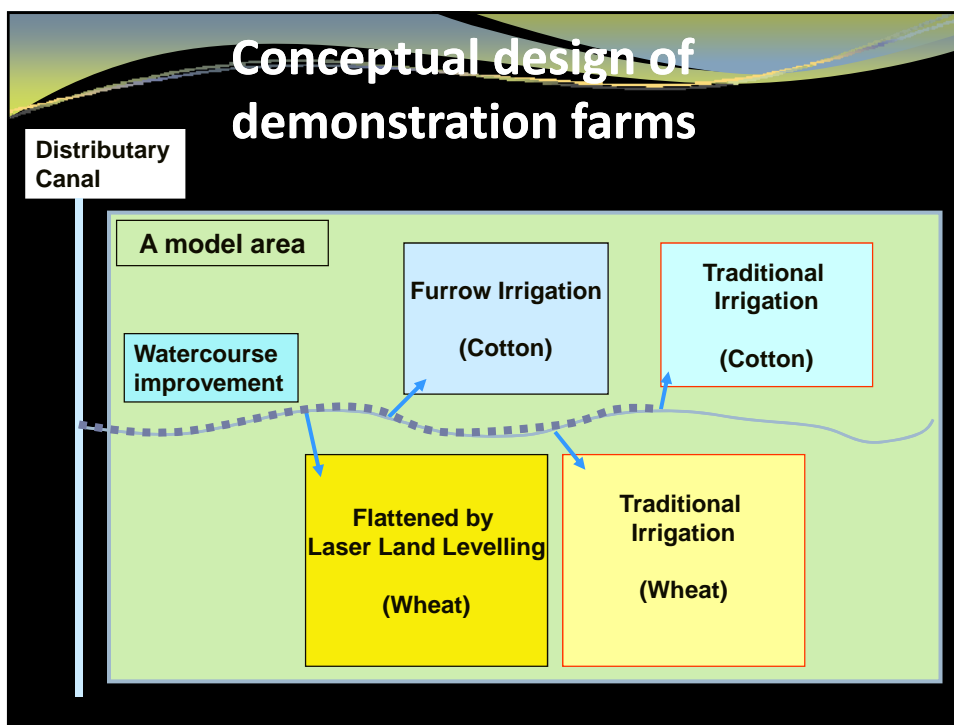 Conceptual design of
demonstration farms
Distributary
Canal
A model area
Furrow Irrigation
(Cotton)
Traditional
Irrigation
(Cotton)
Watercourse
improvement
Flattened by
Laser Land Levelling
(Wheat)
Traditional
Irrigation
(Wheat)